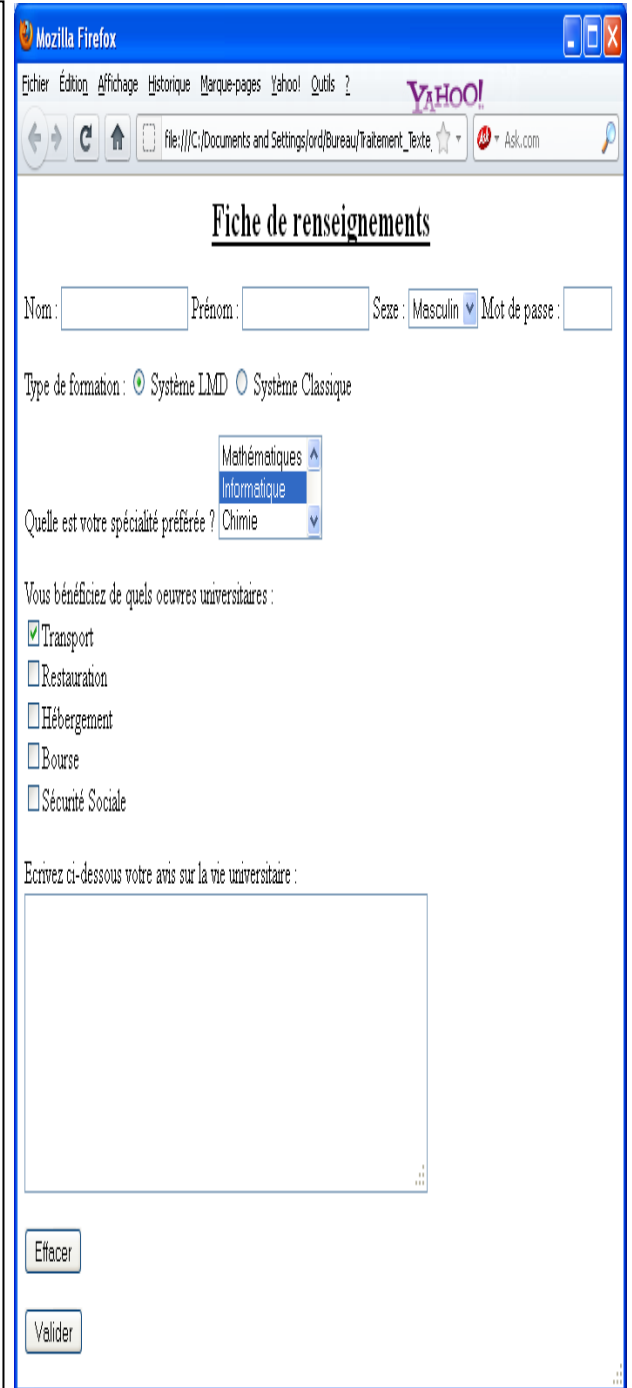 Mozilla Firefox
Fichier Édition Affichage Historique Marque-pages Yahoo! Outils ?
YAHOO!
file:///C:/Documents and Settings/ord/Bureau/Traitement_Texte_
Ask Ask.com
Fiche de renseignements
Nom : Prénom : Sexe : Masculin Mot de passe :
Type de formation : Système LMD Système Classique
Mathématiques
Informatique
Quelle est votre spécialité préférée ? Chimie
Vous bénéficiez de quels oeuvres universitaires :
Transport
Restauration
Hébergement
Bourse
Sécurité Sociale
Ecrivez ci-dessous votre avis sur la vie universitaire :
Effacer
Valider